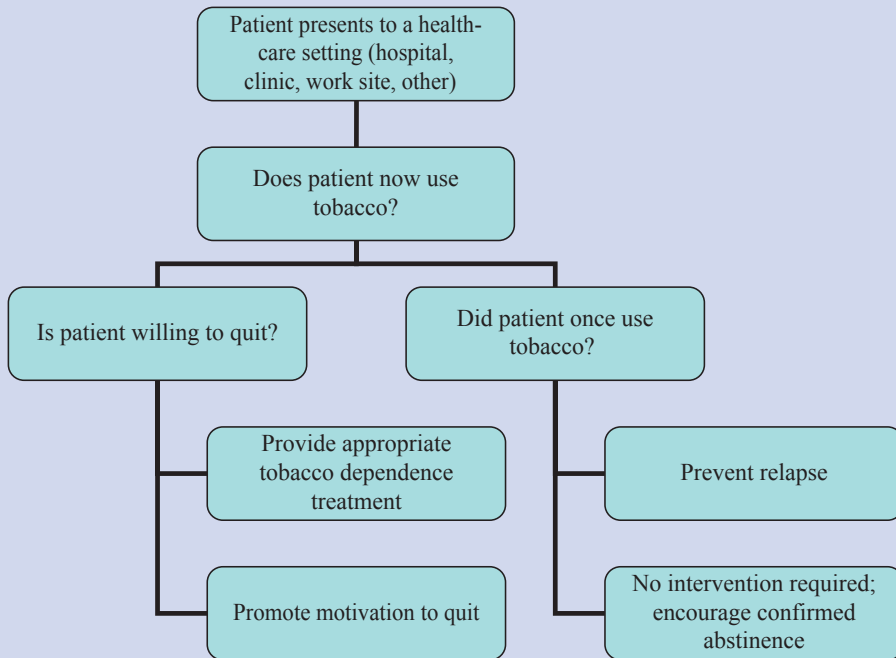 Patient presents to a health-
care setting (hospital,
clinic, work site, other)
Does patient now use
tobacco?
Is patient willing to quit?
Did patient once use
tobacco?
Provide appropriate
tobacco dependence
treatment
Prevent relapse
Promote motivation to quit
No intervention required;
encourage confirmed
abstinence